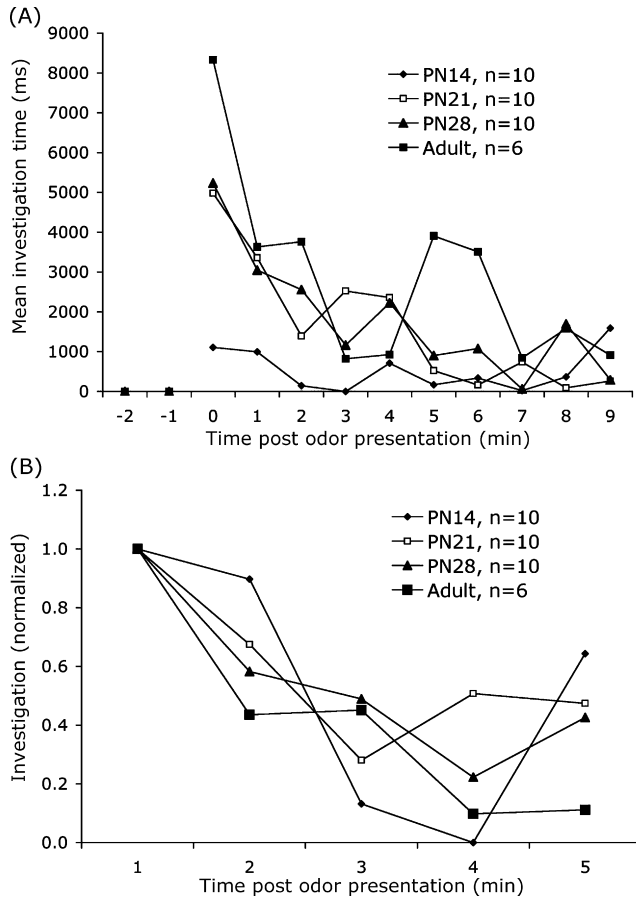 (A)
9000
8000
7000
6000
5000
4000
3000
2000
1000
0
Mean investigation time (ms)
PN14, n=10
PN21, n=10
PN28, n=10
Adult, n=6
-2 -1 0 1 2 3 4 5 6 7 8 9
Time post odor presentation (min)
(B)
1.2
1.0
0.8
0.6
0.4
0.2
0.0
Investigation (normalized)
PN14, n=10
PN21, n=10
PN28, n=10
Adult, n=6
1 2 3 4 5
Time post odor presentation (min)